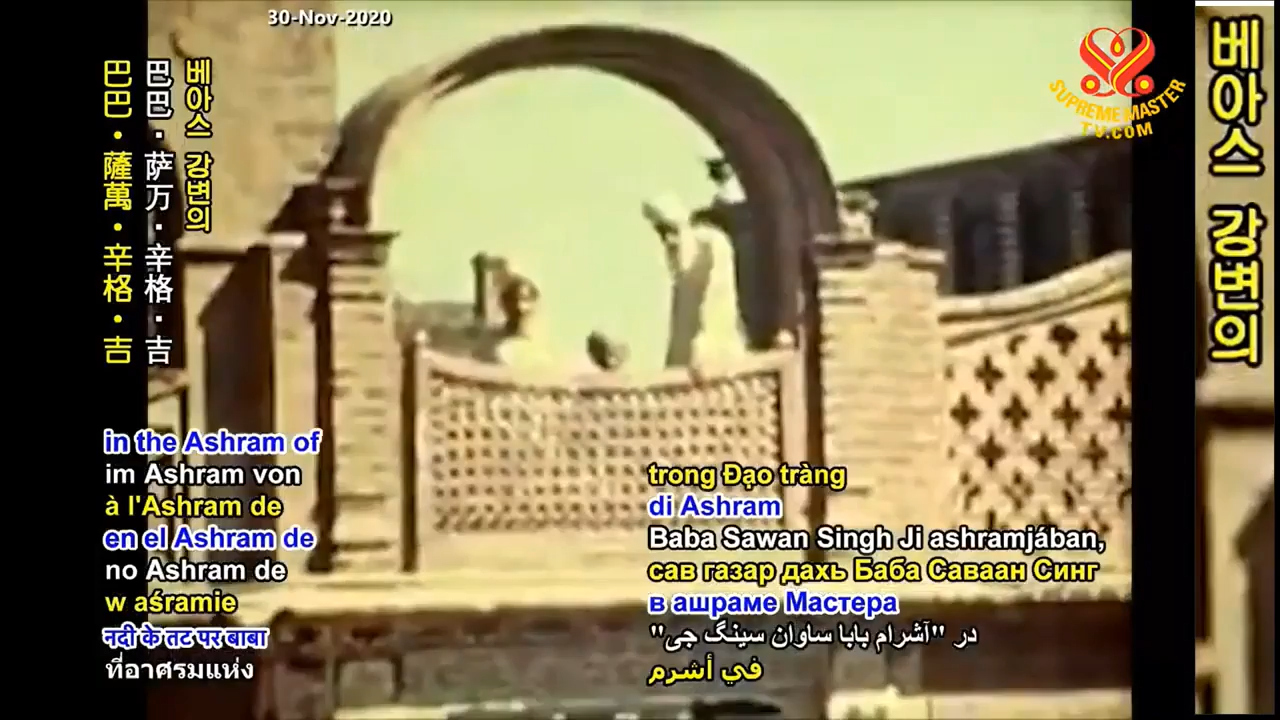 30-Nov-2020
SUPREME MASTER
TV.COM
베아스 강변의
巴巴·萨万·辛格·吉
巴巴·薩萬·辛格·吉
베아스 강변의
in the Ashram of
im Ashram von
à l'Ashram de
en el Ashram de
no Ashram de
w aśramie
नदी के तट पर बाबा
ที่อาศรมแห่ง
trong Đạo tràng
di Ashram
Baba Sawan Singh Ji ashramjában,
сав газар дахь Баба Саваан Синг
в ашраме Мастера
در "آشرام بابا ساوان سینگ جی"
في أشرم